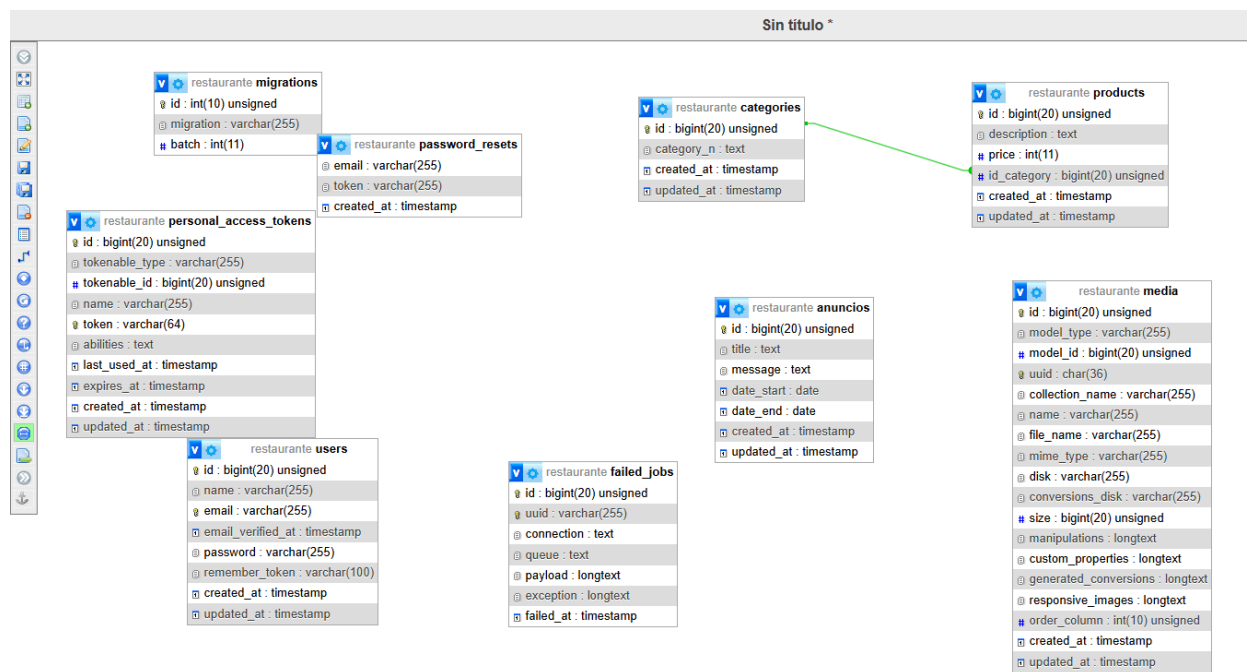 Sin título *
restaurante migrations
id : int(10) unsigned
migration : varchar(255)
# batch : int(11)
restaurante password_resets
email : varchar(255)
token : varchar(255)
created_at : timestamp
restaurante personal_access_tokens
id : bigint(20) unsigned
tokenable_type : varchar(255)
# tokenable_id : bigint(20) unsigned
name : varchar(255)
token : varchar(64)
abilities : text
last_used_at : timestamp
expires_at : timestamp
created_at : timestamp
updated_at : timestamp
restaurante users
id : bigint(20) unsigned
name : varchar(255)
email : varchar(255)
email_verified_at : timestamp
password : varchar(255)
remember_token : varchar(100)
created_at : timestamp
updated_at : timestamp
restaurante categories
id : bigint(20) unsigned
category_n : text
created_at : timestamp
updated_at : timestamp
restaurante products
id : bigint(20) unsigned
description : text
# price : int(11)
# id_category : bigint(20) unsigned
created_at : timestamp
updated_at : timestamp
restaurante anuncios
id : bigint(20) unsigned
title : text
message : text
date_start : date
date_end : date
created_at : timestamp
updated_at : timestamp
restaurante failed_jobs
id : bigint(20) unsigned
uuid : varchar(255)
connection : text
queue : text
payload : longtext
exception : longtext
failed_at : timestamp
restaurante media
id : bigint(20) unsigned
model_type : varchar(255)
# model_id : bigint(20) unsigned
uuid : char(36)
collection_name : varchar(255)
name : varchar(255)
file_name : varchar(255)
mime_type : varchar(255)
disk : varchar(255)
conversions_disk : varchar(255)
# size : bigint(20) unsigned
manipulations : longtext
custom_properties : longtext
generated_conversions : longtext
responsive_images : longtext
# order_column : int(10) unsigned
created_at : timestamp
updated_at : timestamp